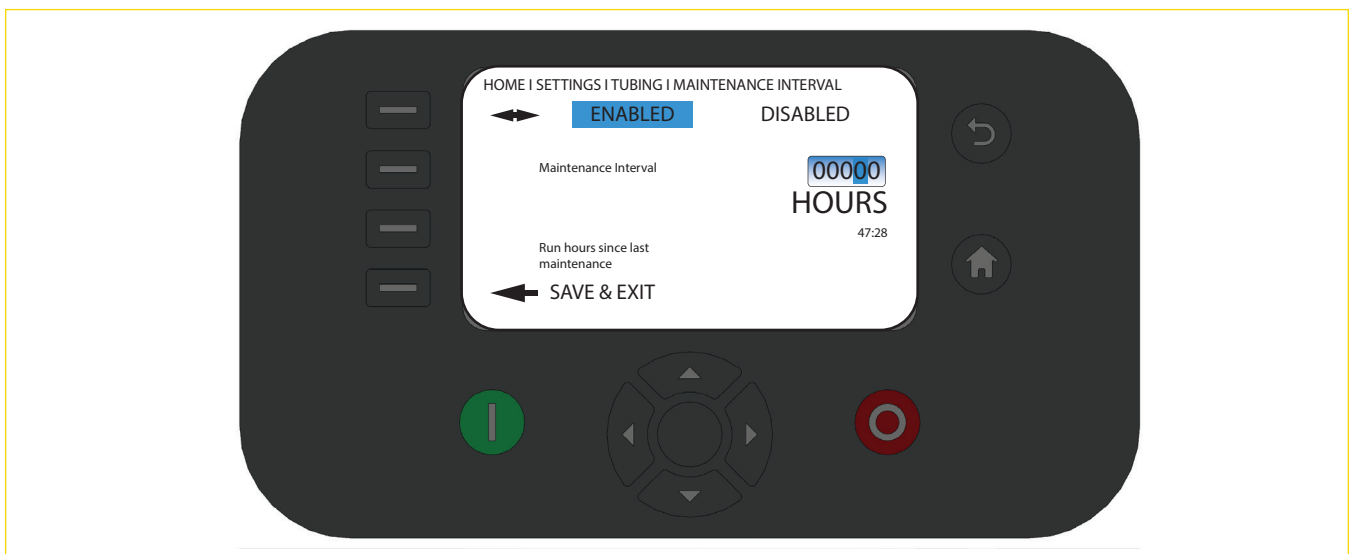 HOME I SETTINGS I TUBING I MAINTENANCE INTERVAL
ENABLED DISABLED
Maintenance Interval 00000
HOURS
47:28
Run hours since last
maintenance
SAVE & EXIT